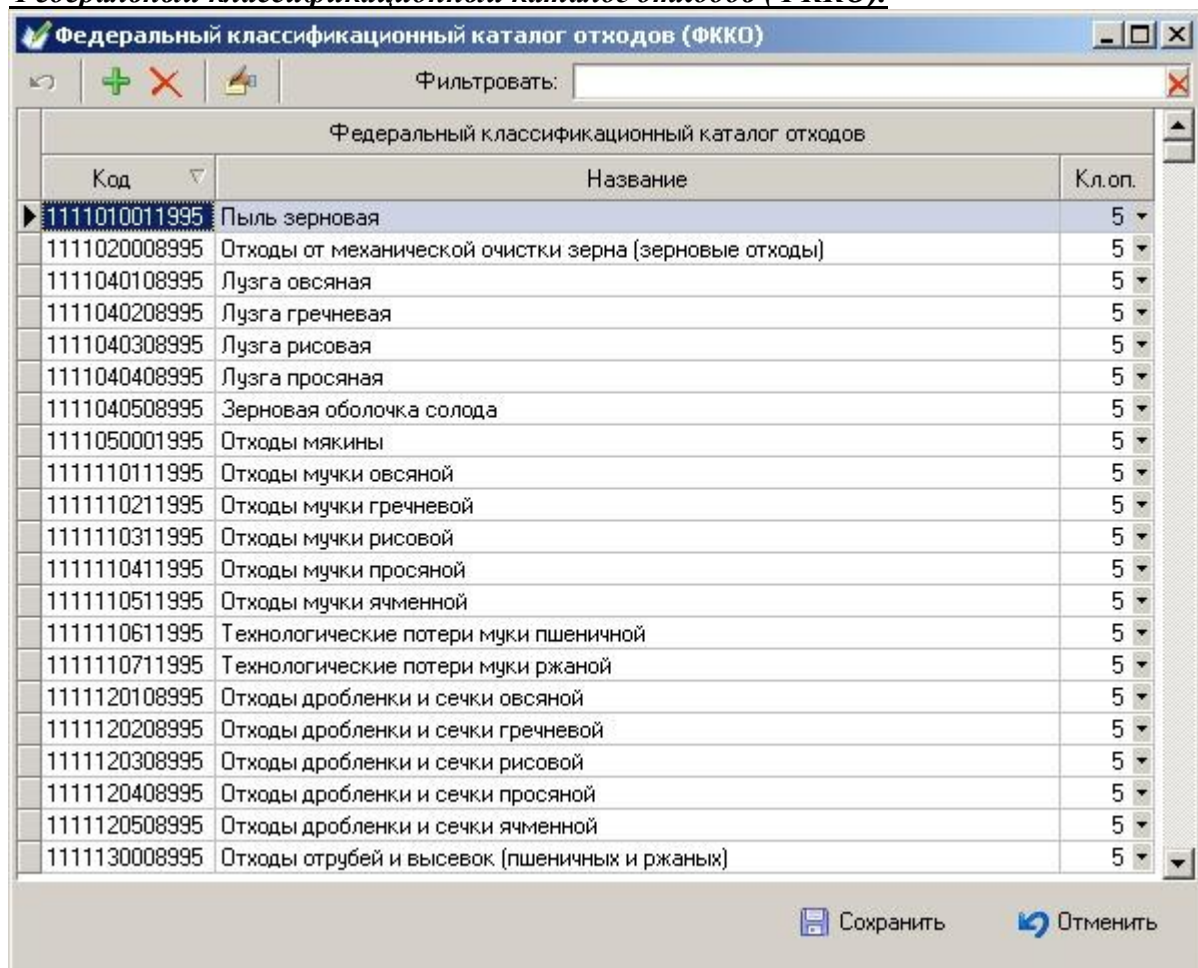 Федеральный классификационный каталог отходов (ФККО).
Федеральный классификационный каталог отходов (ФККО)
Фильтровать:
Федеральный классификационный каталог отходов
Код Название Кл.оп.
1111010011995 Пыль зерновая 5
1111020008995 Отходы от механической очистки зерна (зерновые отходы) 5
1111040108995 Лузга овсяная 5
1111040208995 Лузга гречневая 5
1111040308995 Лузга рисовая 5
1111040408995 Лузга просяная 5
1111040508995 Зерновая оболочка солода 5
1111050001995 Отходы мякины 5
1111110111995 Отходы мучки овсяной 5
1111110211995 Отходы мучки гречневой 5
1111110311995 Отходы мучки рисовой 5
1111110411995 Отходы мучки просяной 5
1111110511995 Отходы мучки ячменной 5
1111110611995 Технологические потери муки пшеничной 5
1111110711995 Технологические потери муки ржаной 5
1111120108995 Отходы дробленки и сечки овсяной 5
1111120208995 Отходы дробленки и сечки гречневой 5
1111120308995 Отходы дробленки и сечки рисовой 5
1111120408995 Отходы дробленки и сечки просяной 5
1111120508995 Отходы дробленки и сечки ячменной 5
1111130008995 Отходы отрубей и высевок (пшеничных и ржаных) 5
Сохранить Отменить